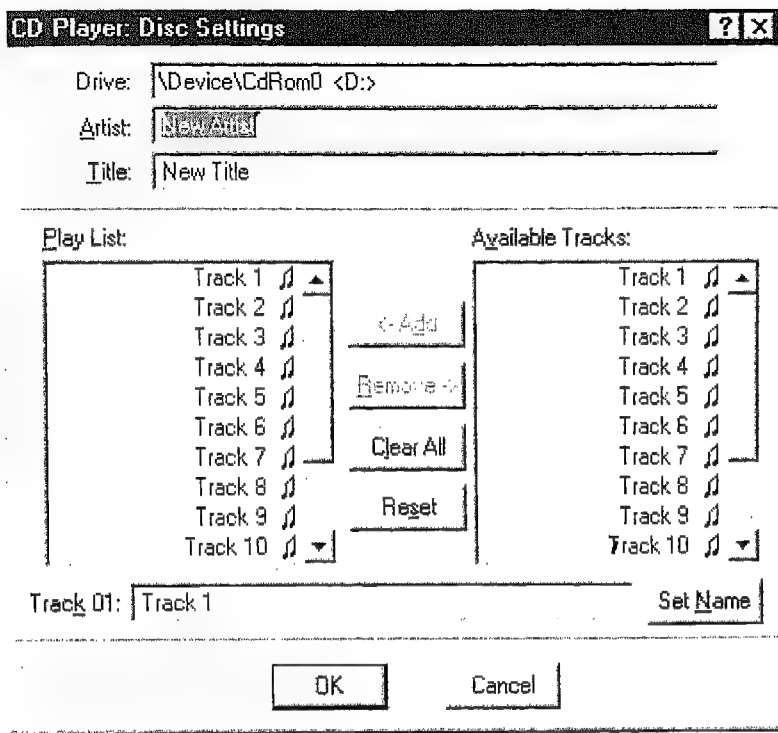 CD Player: Disc Settings
Drive: \Device\CdRom0 <D:>
Artist: New Artist
Title: New Title
Play List:
Available Tracks:
Track 1
Track 2
Track 3
Track 4
Track 5
Track 6
Track 7
Track 8
Track 9
Track 10
<- Add
Remove ->
Clear All
Reset
Track 1
Track 2
Track 3
Track 4
Track 5
Track 6
Track 7
Track 8
Track 9
Track 10
Track 01: Track 1
Set Name
OK
Cancel